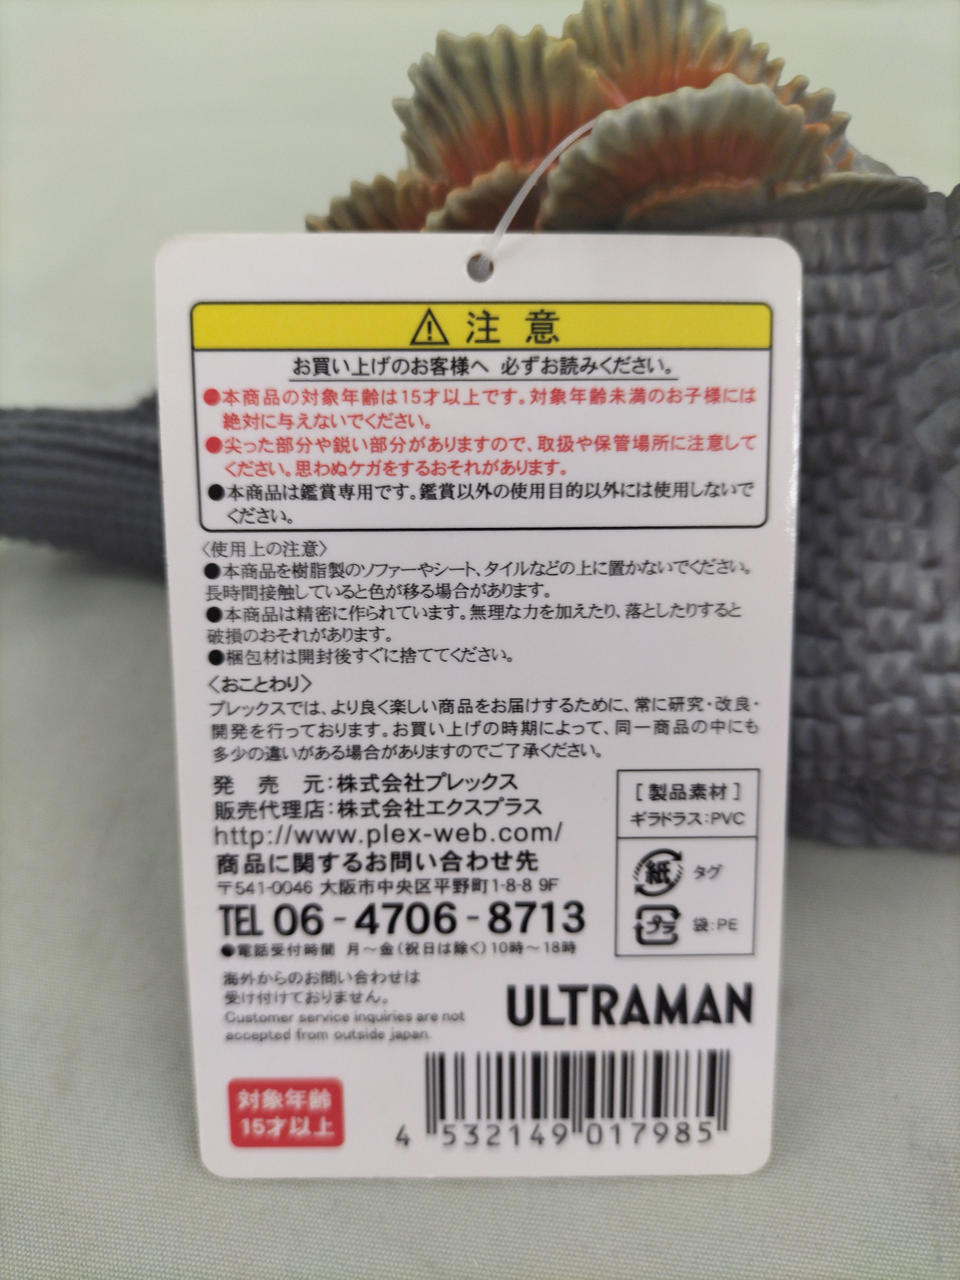 ⚠ 注意
お買い上げのお客様へ 必ずお読みください。
●本商品の対象年齢は15才以上です。対象年齢未満のお子様には
絶対に与えないでください。
●尖った部分や鋭い部分がありますので、取扱や保管場所に注意して
ください。思わぬケガをするおそれがあります。
●本商品は鑑賞専用です。鑑賞以外の使用目的以外には使用しないで
ください。
〈使用上の注意〉
●本商品を樹脂製のソファーやシート、タイルなどの上に置かないでください。
長時間接触していると色が移る場合があります。
●本商品は精密に作られています。無理な力を加えたり、落としたりすると
破損のおそれがあります。
●梱包材は開封後すぐに捨ててください。
〈おことわり〉
プレックスでは、より良く楽しい商品をお届けするために、常に研究・改良・
開発を行っております。お買い上げの時期によって、同一商品の中にも
多少の違いがある場合がありますのでご了承ください。
発売元:株式会社プレックス
販売代理店:株式会社エクスプラス
http://www.plex-web.com/
商品に関するお問い合わせ先
〒541-0046 大阪市中央区平野町1-8-8 9F
TEL 06-4706-8713
●電話受付時間 月〜金(祝日は除く)10時〜18時
海外からのお問い合わせは
受け付けておりません。
Customer service inquiries are not
accepted from outside japan.
[製品素材]
ギラドラス:PVC
紙 タグ
プラ 袋:PE
ULTRAMAN
対象年齢
15才以上
4 532149 017985